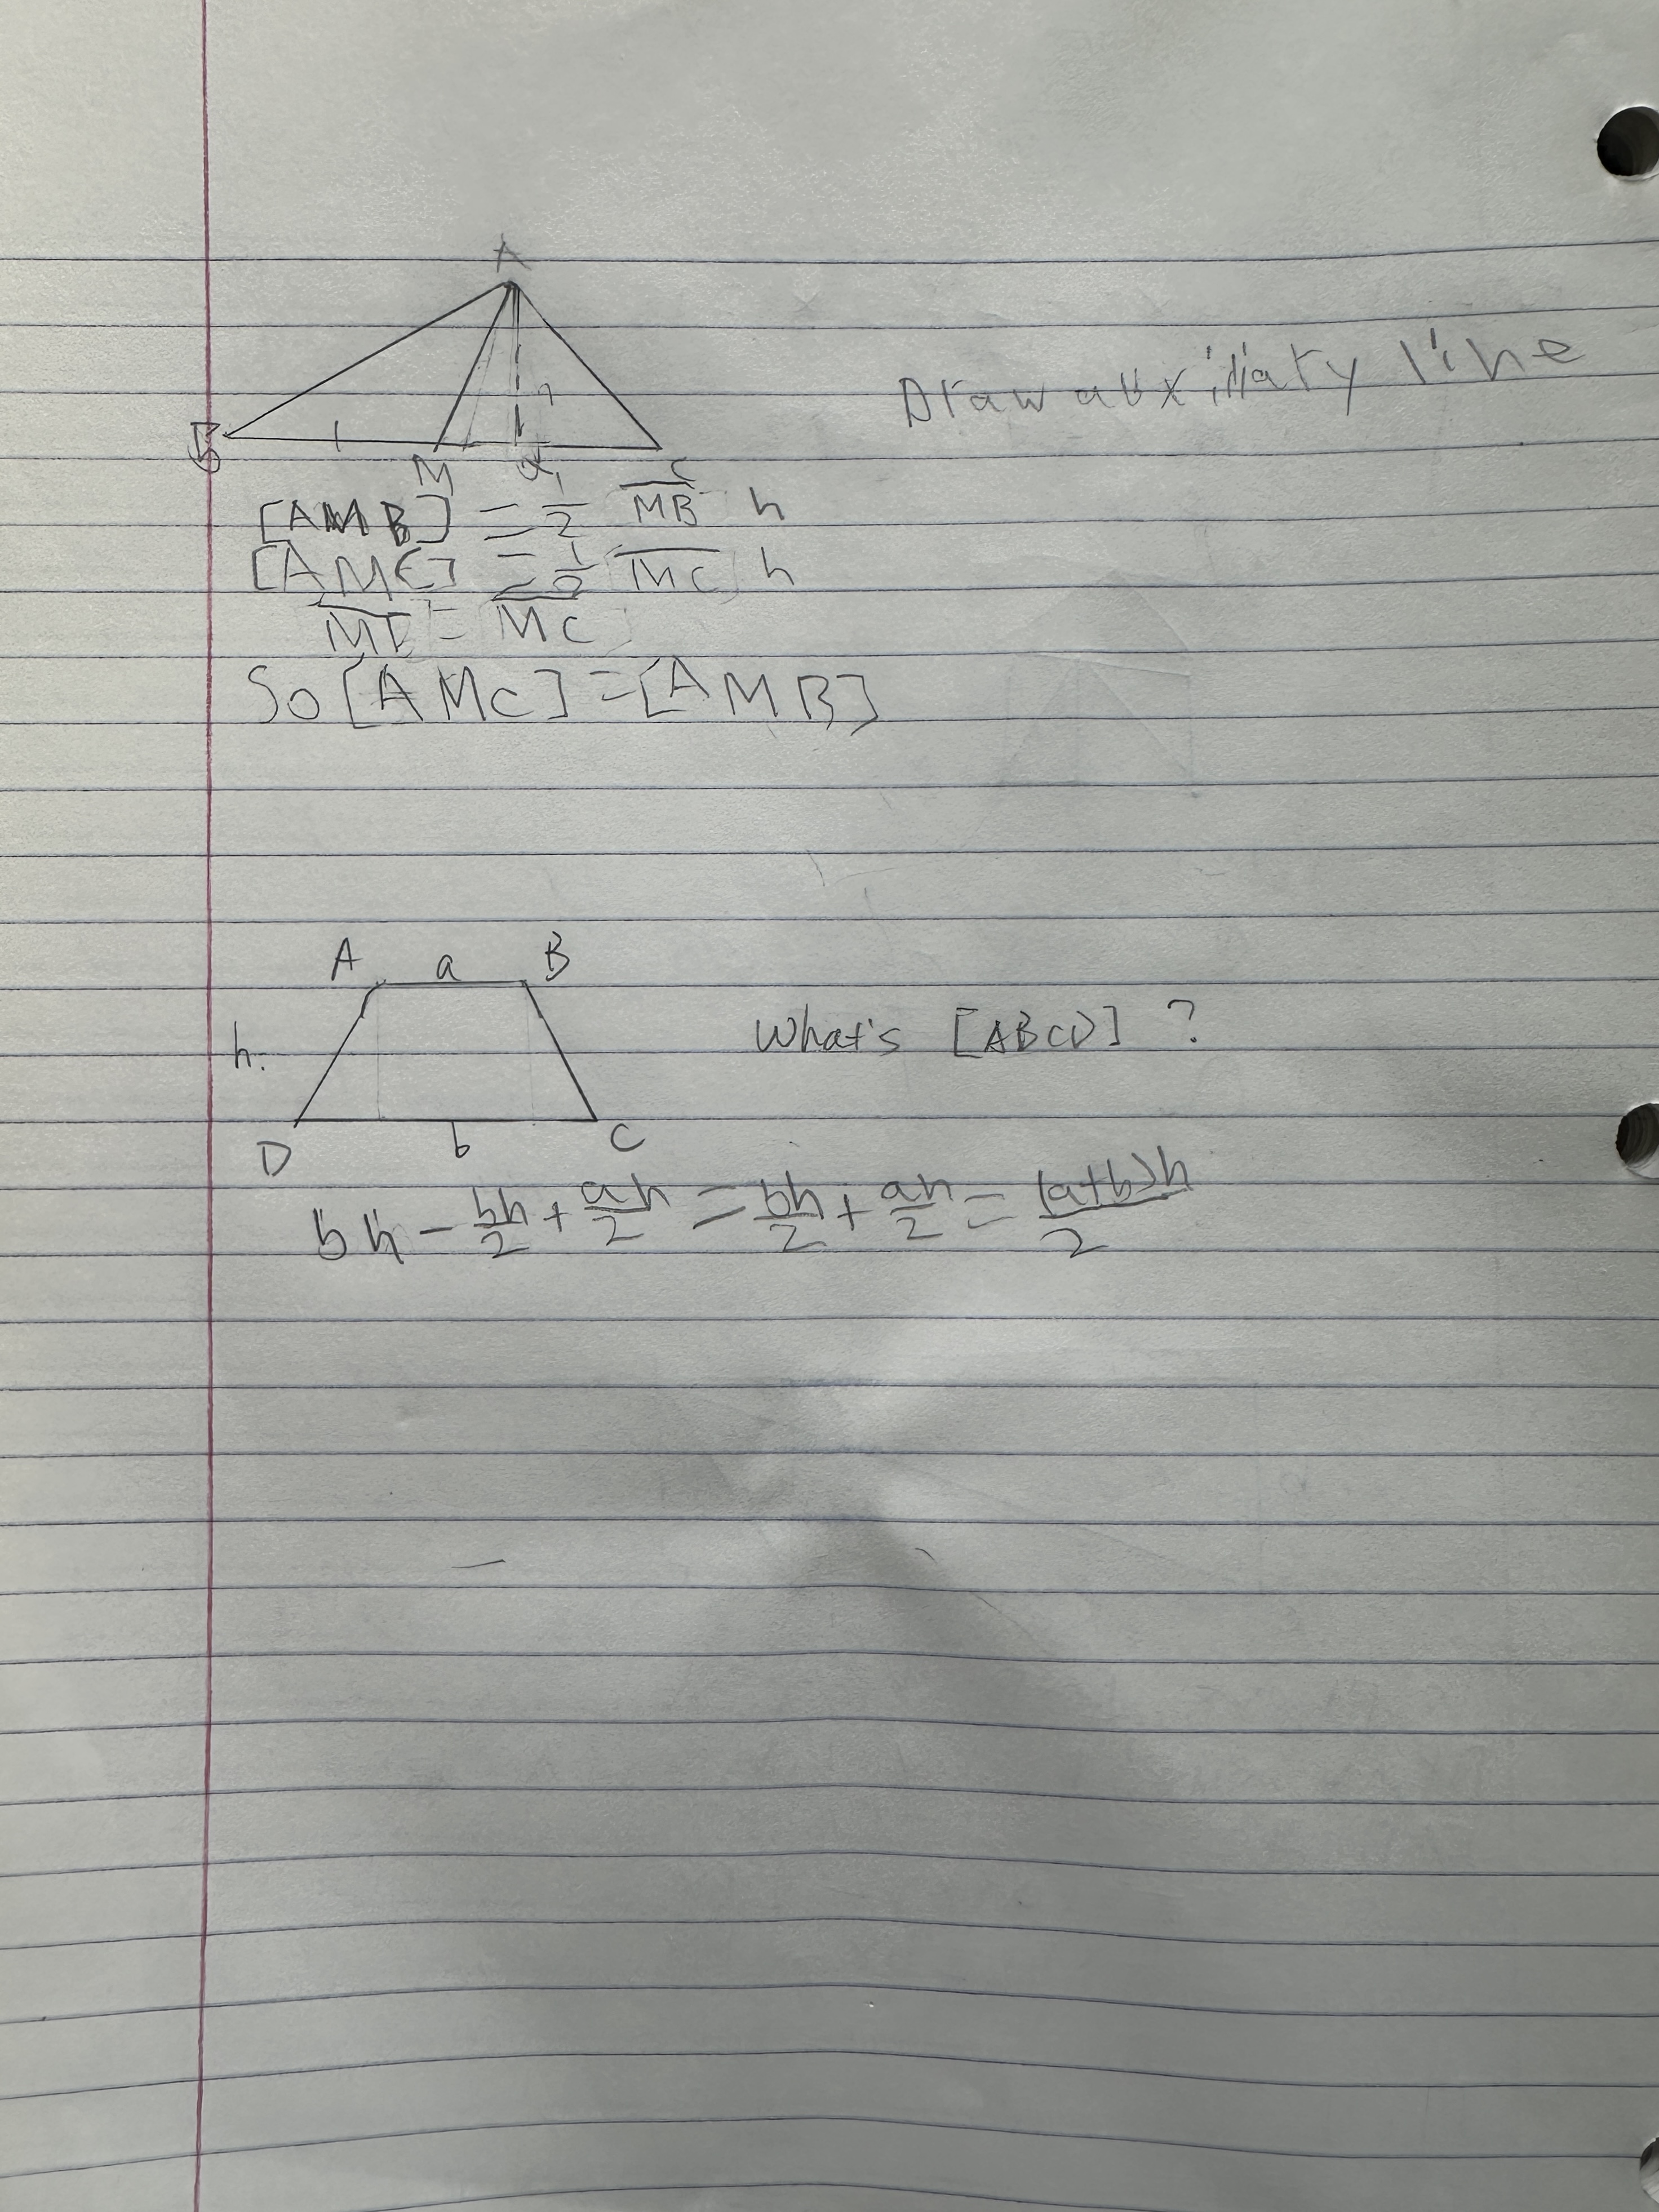 A
Draw auxiliary line
h
B M C
[AMB] = 1/2 MB h
[AMC] = 1/2 MC h
= MC
So [AMC] = [AMB]
A a B
h. What's [ABCD] ?
D b C
bh - bh/2 + ah/2 = bh/2 + ah/2 = (a+b)h/2